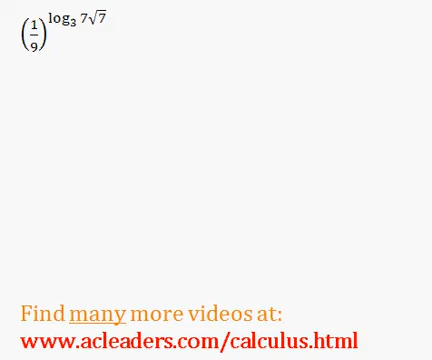 (1/9)^(log₃ 7√7)
Find many more videos at:
www.acleaders.com/calculus.html